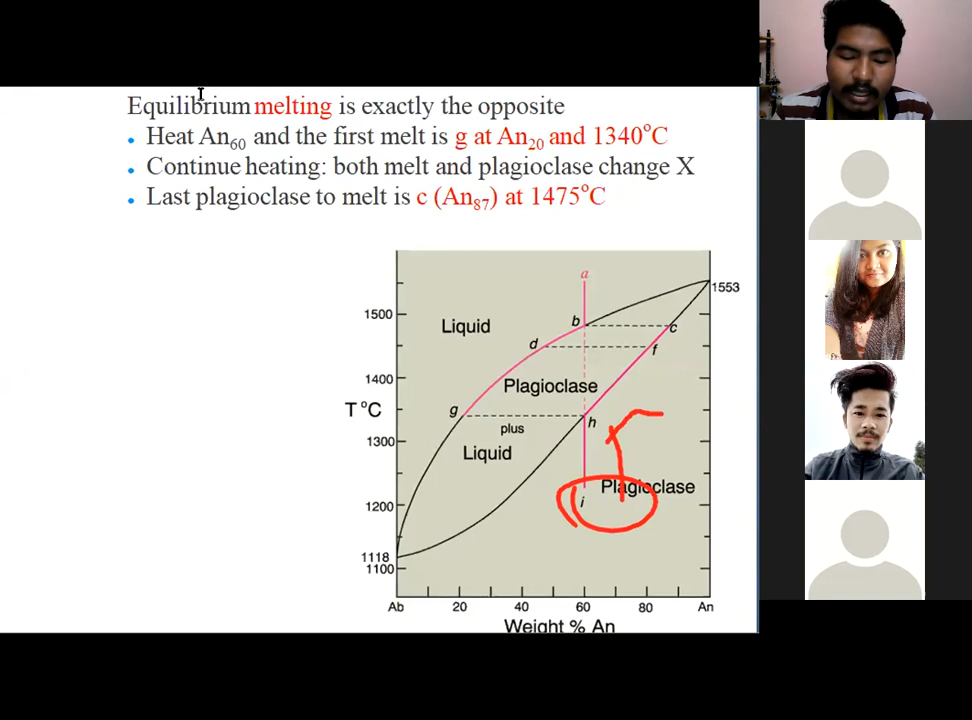 Equilibrium melting is exactly the opposite
• Heat An60 and the first melt is g at An20 and 1340°C
• Continue heating: both melt and plagioclase change X
• Last plagioclase to melt is c (An87) at 1475°C
a
1553
1500
Liquid
b
c
d
f
1400
Plagioclase
T °C
g
h
plus
1300
Liquid
Plagioclase
1200
i
1118
1100
Ab
20
40
60
80
An
Weight % An